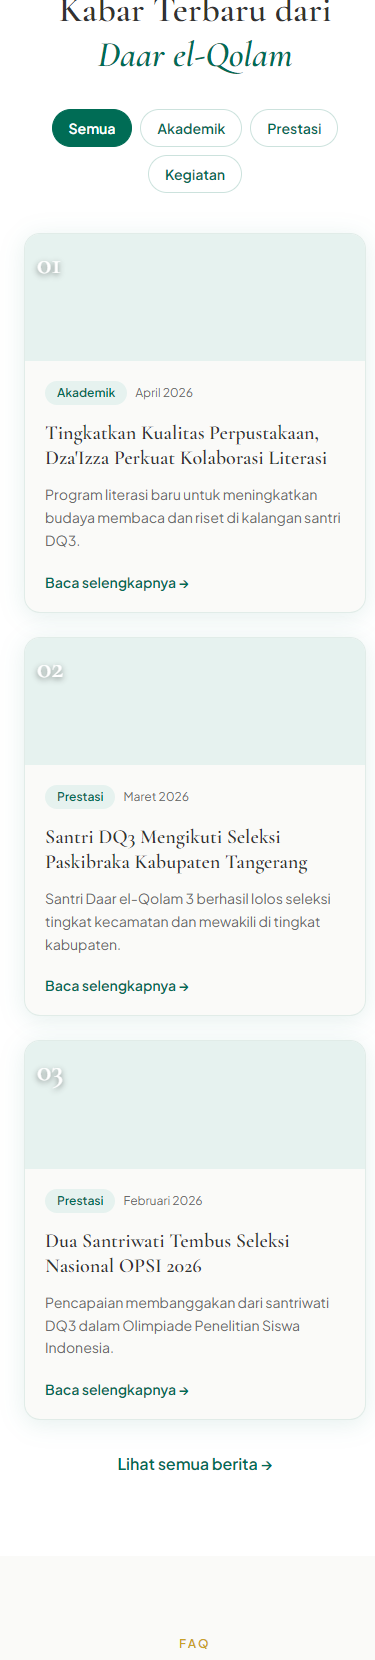 Kabar Terbaru dari
Daar el-Qolam
Semua
Akademik
Prestasi
Kegiatan
01
Akademik
April 2026
Tingkatkan Kualitas Perpustakaan,
Dza'Izza Perkuat Kolaborasi Literasi
Program literasi baru untuk meningkatkan
budaya membaca dan riset di kalangan santri
DQ3.
Baca selengkapnya →
02
Prestasi
Maret 2026
Santri DQ3 Mengikuti Seleksi
Paskibraka Kabupaten Tangerang
Santri Daar el-Qolam 3 berhasil lolos seleksi
tingkat kecamatan dan mewakili di tingkat
kabupaten.
Baca selengkapnya →
03
Prestasi
Februari 2026
Dua Santriwati Tembus Seleksi
Nasional OPSI 2026
Pencapaian membanggakan dari santriwati
DQ3 dalam Olimpiade Penelitian Siswa
Indonesia.
Baca selengkapnya →
Lihat semua berita →
FAQ